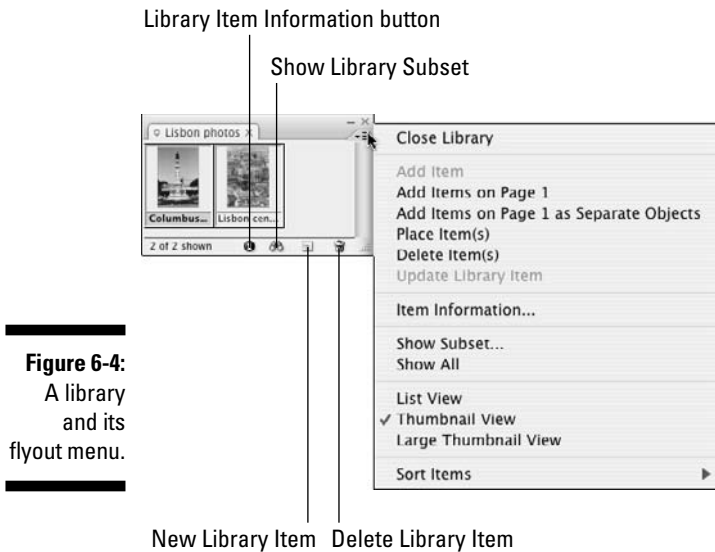 Library Item Information button
Show Library Subset
Lisbon photos
Columbus...
Lisbon cen...
2 of 2 shown
Close Library
Add Item
Add Items on Page 1
Add Items on Page 1 as Separate Objects
Place Item(s)
Delete Item(s)
Update Library Item
Item Information...
Show Subset...
Show All
List View
✓ Thumbnail View
Large Thumbnail View
Sort Items
Figure 6-4:
A library
and its
flyout menu.
New Library Item
Delete Library Item